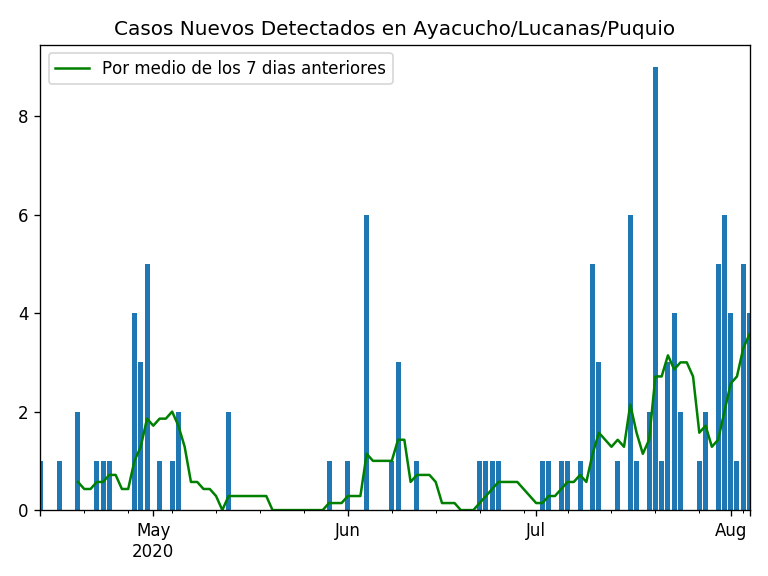 Casos Nuevos Detectados en Ayacucho/Lucanas/Puquio
Por medio de los 7 dias anteriores
8
6
4
2
0
May Jun Jul Aug
2020